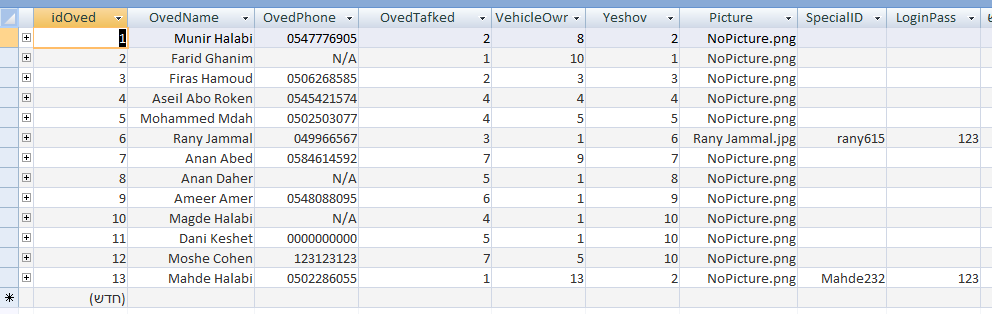 idOved OvedName OvedPhone OvedTafked VehicleOwr Yeshov Picture SpecialID LoginPass
1 Munir Halabi 0547776905 2 8 2 NoPicture.png
2 Farid Ghanim N/A 1 10 1 NoPicture.png
3 Firas Hamoud 0506268585 2 3 3 NoPicture.png
4 Aseil Abo Roken 0545421574 4 4 4 NoPicture.png
5 Mohammed Mdah 0502503077 4 5 5 NoPicture.png
6 Rany Jammal 049966567 3 1 6 Rany Jammal.jpg rany615 123
7 Anan Abed 0584614592 7 9 7 NoPicture.png
8 Anan Daher N/A 5 1 8 NoPicture.png
9 Ameer Amer 0548088095 6 1 9 NoPicture.png
10 Magde Halabi N/A 4 1 10 NoPicture.png
11 Dani Keshet 0000000000 5 1 10 NoPicture.png
12 Moshe Cohen 123123123 7 5 10 NoPicture.png
13 Mahde Halabi 0502286055 1 13 2 NoPicture.png Mahde232 123
(חדש)